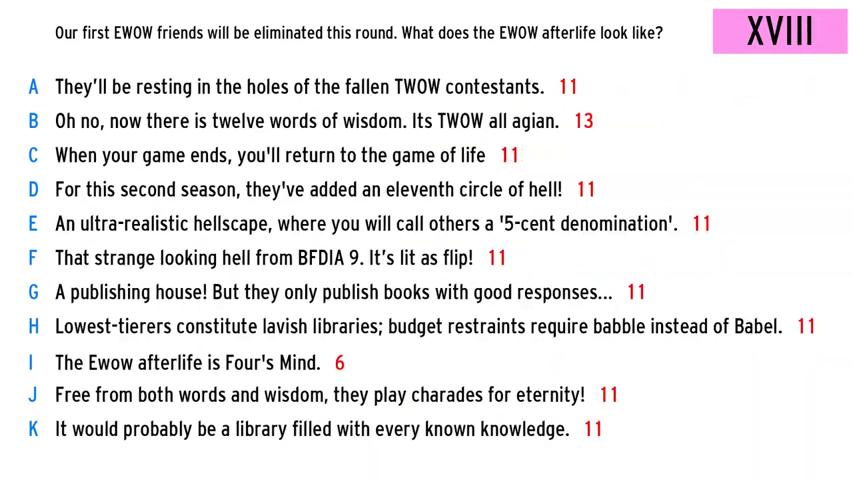 Our first EWOW friends will be eliminated this round. What does the EWOW afterlife look like?
XVIII
A They'll be resting in the holes of the fallen TWOW contestants. 11
B Oh no, now there is twelve words of wisdom. Its TWOW all agian. 13
C When your game ends, you'll return to the game of life 11
D For this second season, they've added an eleventh circle of hell! 11
E An ultra-realistic hellscape, where you will call others a '5-cent denomination'. 11
F That strange looking hell from BFDIA 9. It's lit as flip! 11
G A publishing house! But they only publish books with good responses... 11
H Lowest-tierers constitute lavish libraries; budget restraints require babble instead of Babel. 11
I The Ewow afterlife is Four's Mind. 6
J Free from both words and wisdom, they play charades for eternity! 11
K It would probably be a library filled with every known knowledge. 11